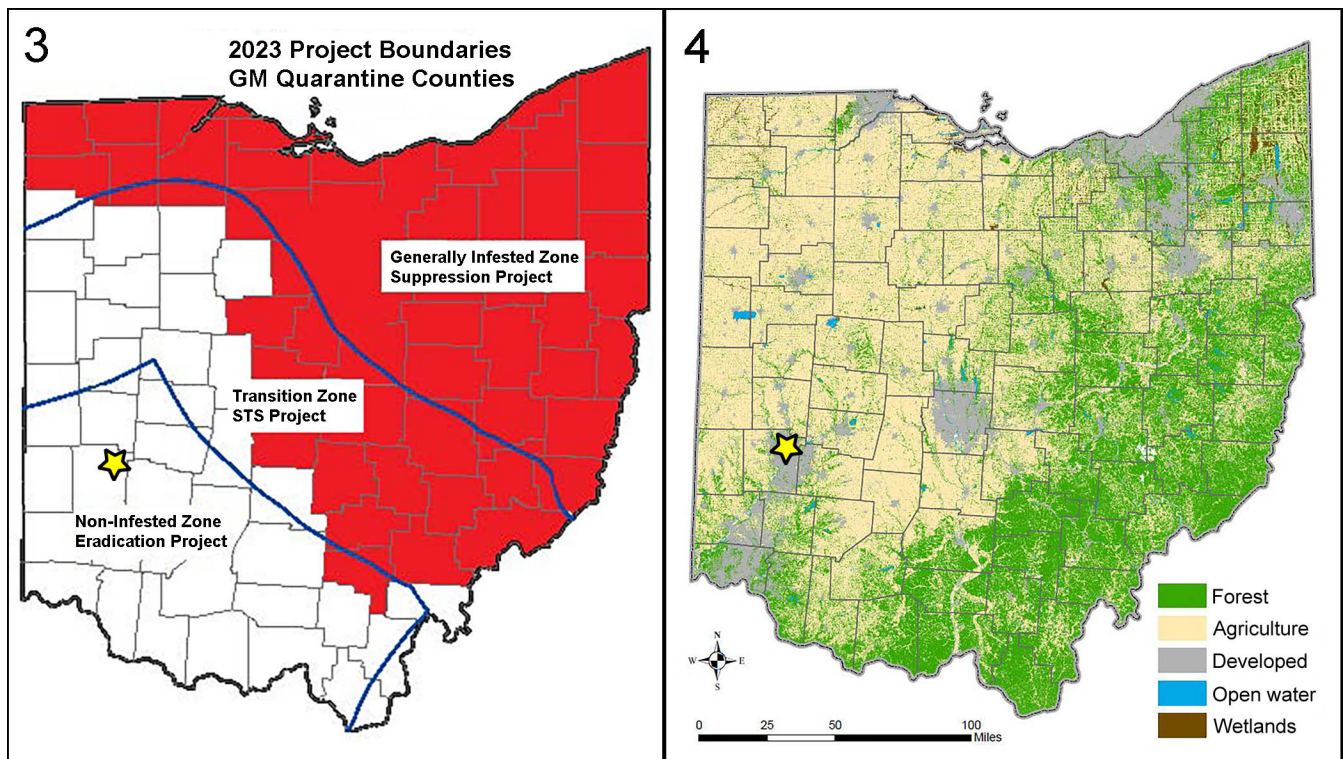 3
2023 Project Boundaries
GM Quarantine Counties
Generally Infested Zone
Suppression Project
Transition Zone
STS Project
Non-Infested Zone
Eradication Project
4
Forest
Agriculture
Developed
Open water
Wetlands
N
W E
S
0 25 50 100
Miles